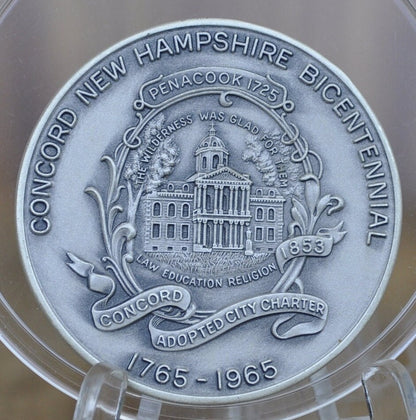 CONCORD NEW HAMPSHIRE BICENTENNIAL
PENACOOK 1725
THE WILDERNESS WAS GLAD FOR THEM
LAW EDUCATION RELIGION
1853
CONCORD
ADOPTED CITY CHARTER
1765 - 1965